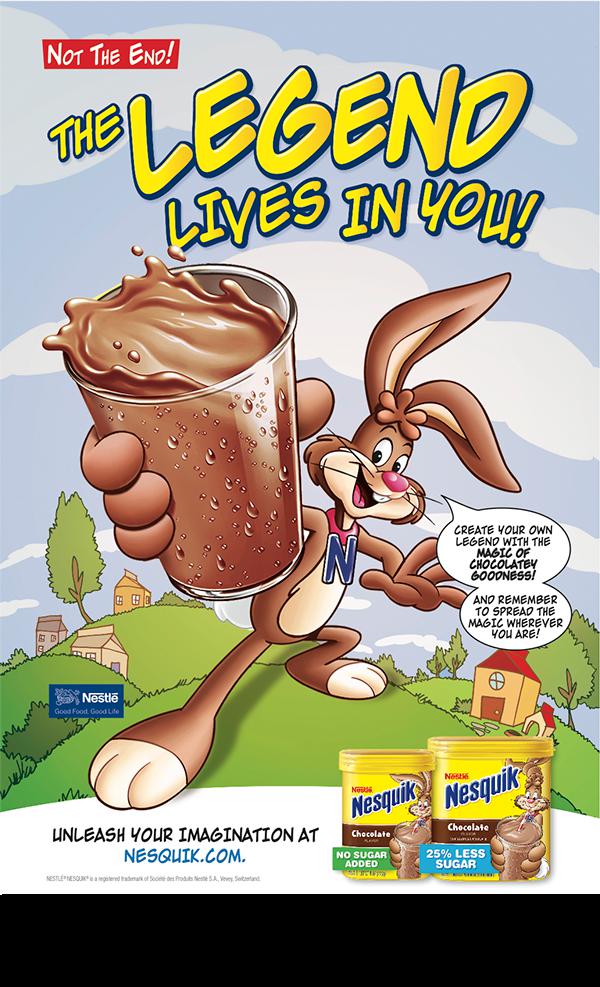 NOT THE END!
THE LEGEND
LIVES IN YOU!
N
CREATE YOUR OWN
LEGEND WITH THE
MAGIC OF
CHOCOLATEY
GOODNESS!
AND REMEMBER
TO SPREAD THE
MAGIC WHEREVER
YOU ARE!
Nestlé
Good Food, Good Life
Nestlé
Nesquik
Chocolate
FLAVOR
NO SUGAR
ADDED
Nestlé
Nesquik
Chocolate
FLAVOR
25% LESS
SUGAR
UNLEASH YOUR IMAGINATION AT
NESQUIK.COM.
NESTLÉ® NESQUIK® is a registered trademark of Société des Produits Nestlé S.A., Vevey, Switzerland.